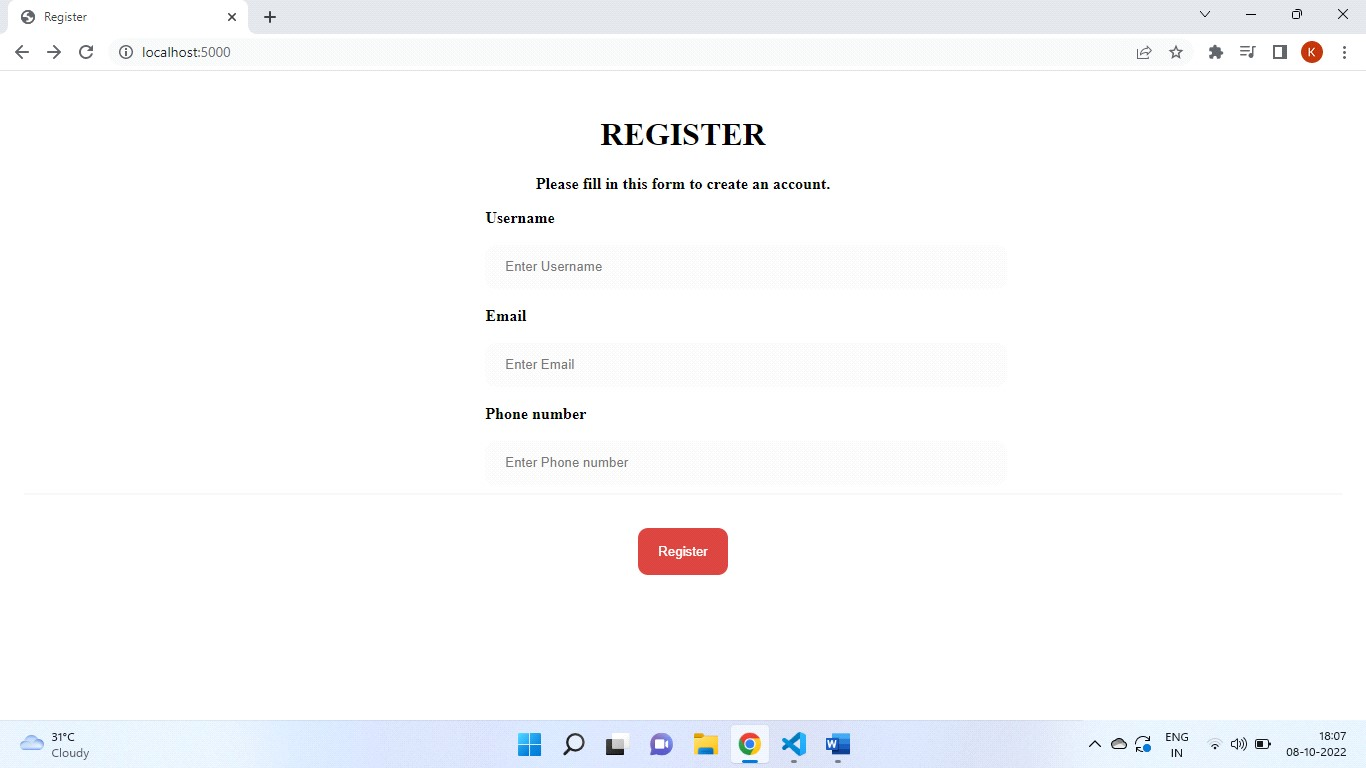 Register
localhost:5000
K
REGISTER
Please fill in this form to create an account.
Username
Enter Username
Email
Enter Email
Phone number
Enter Phone number
Register
31°C
Cloudy
W
ENG
IN
18:07
08-10-2022